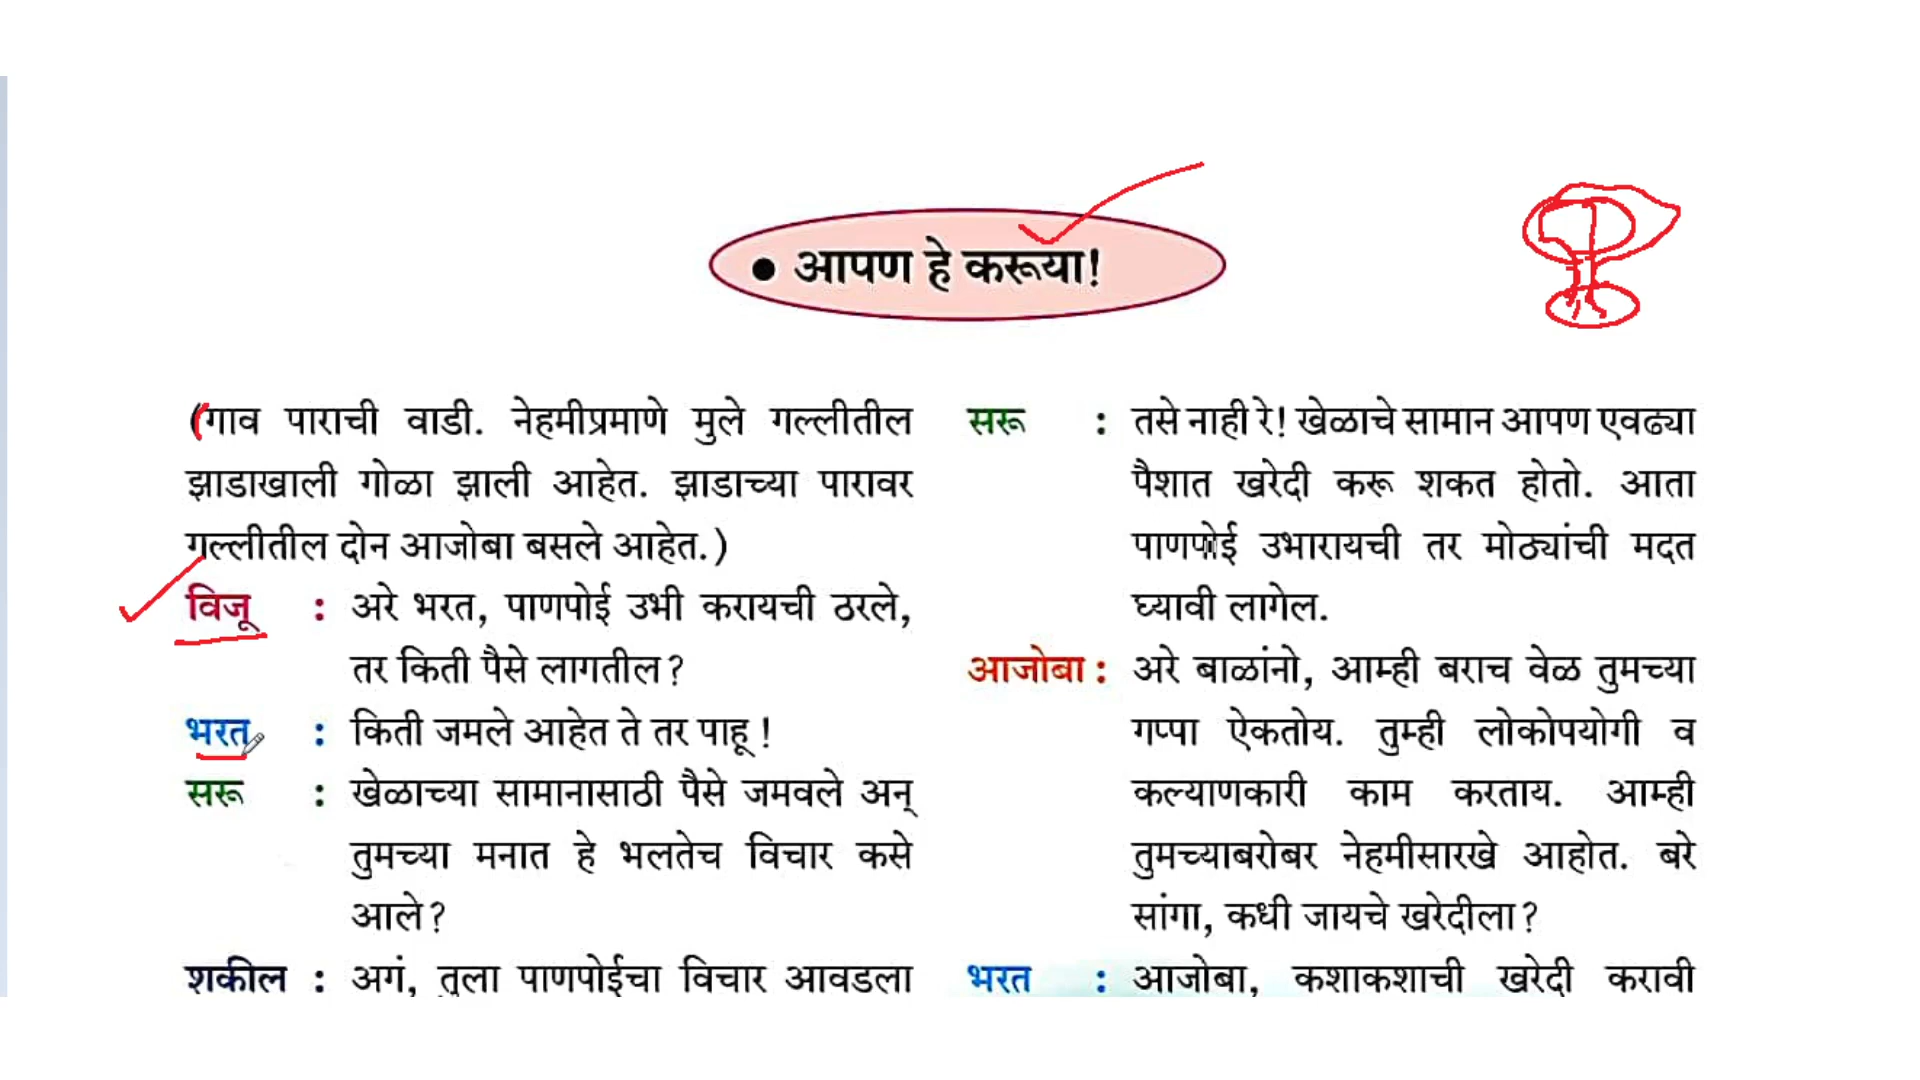 • आपण हे करूया!
(गाव पाराची वाडी. नेहमीप्रमाणे मुले गल्लीतील
झाडाखाली गोळा झाली आहेत. झाडाच्या पारावर
गल्लीतील दोन आजोबा बसले आहेत.)
विजू : अरे भरत, पाणपोई उभी करायची ठरले,
तर किती पैसे लागतील?
भरत : किती जमले आहेत ते तर पाहू!
सरू : खेळाच्या सामानासाठी पैसे जमवले अन्
तुमच्या मनात हे भलतेच विचार कसे
आले?
शकील : अगं, तुला पाणपोईचा विचार आवडला
सरू : तसे नाही रे! खेळाचे सामान आपण एवढ्या
पैशात खरेदी करू शकत होतो. आता
पाणपोई उभारायची तर मोठ्यांची मदत
घ्यावी लागेल.
आजोबा : अरे बाळांनो, आम्ही बराच वेळ तुमच्या
गप्पा ऐकतोय. तुम्ही लोकोपयोगी व
कल्याणकारी काम करताय. आम्ही
तुमच्याबरोबर नेहमीसारखे आहोत. बरे
सांगा, कधी जायचे खरेदीला?
भरत : आजोबा, कशाकशाची खरेदी करावी